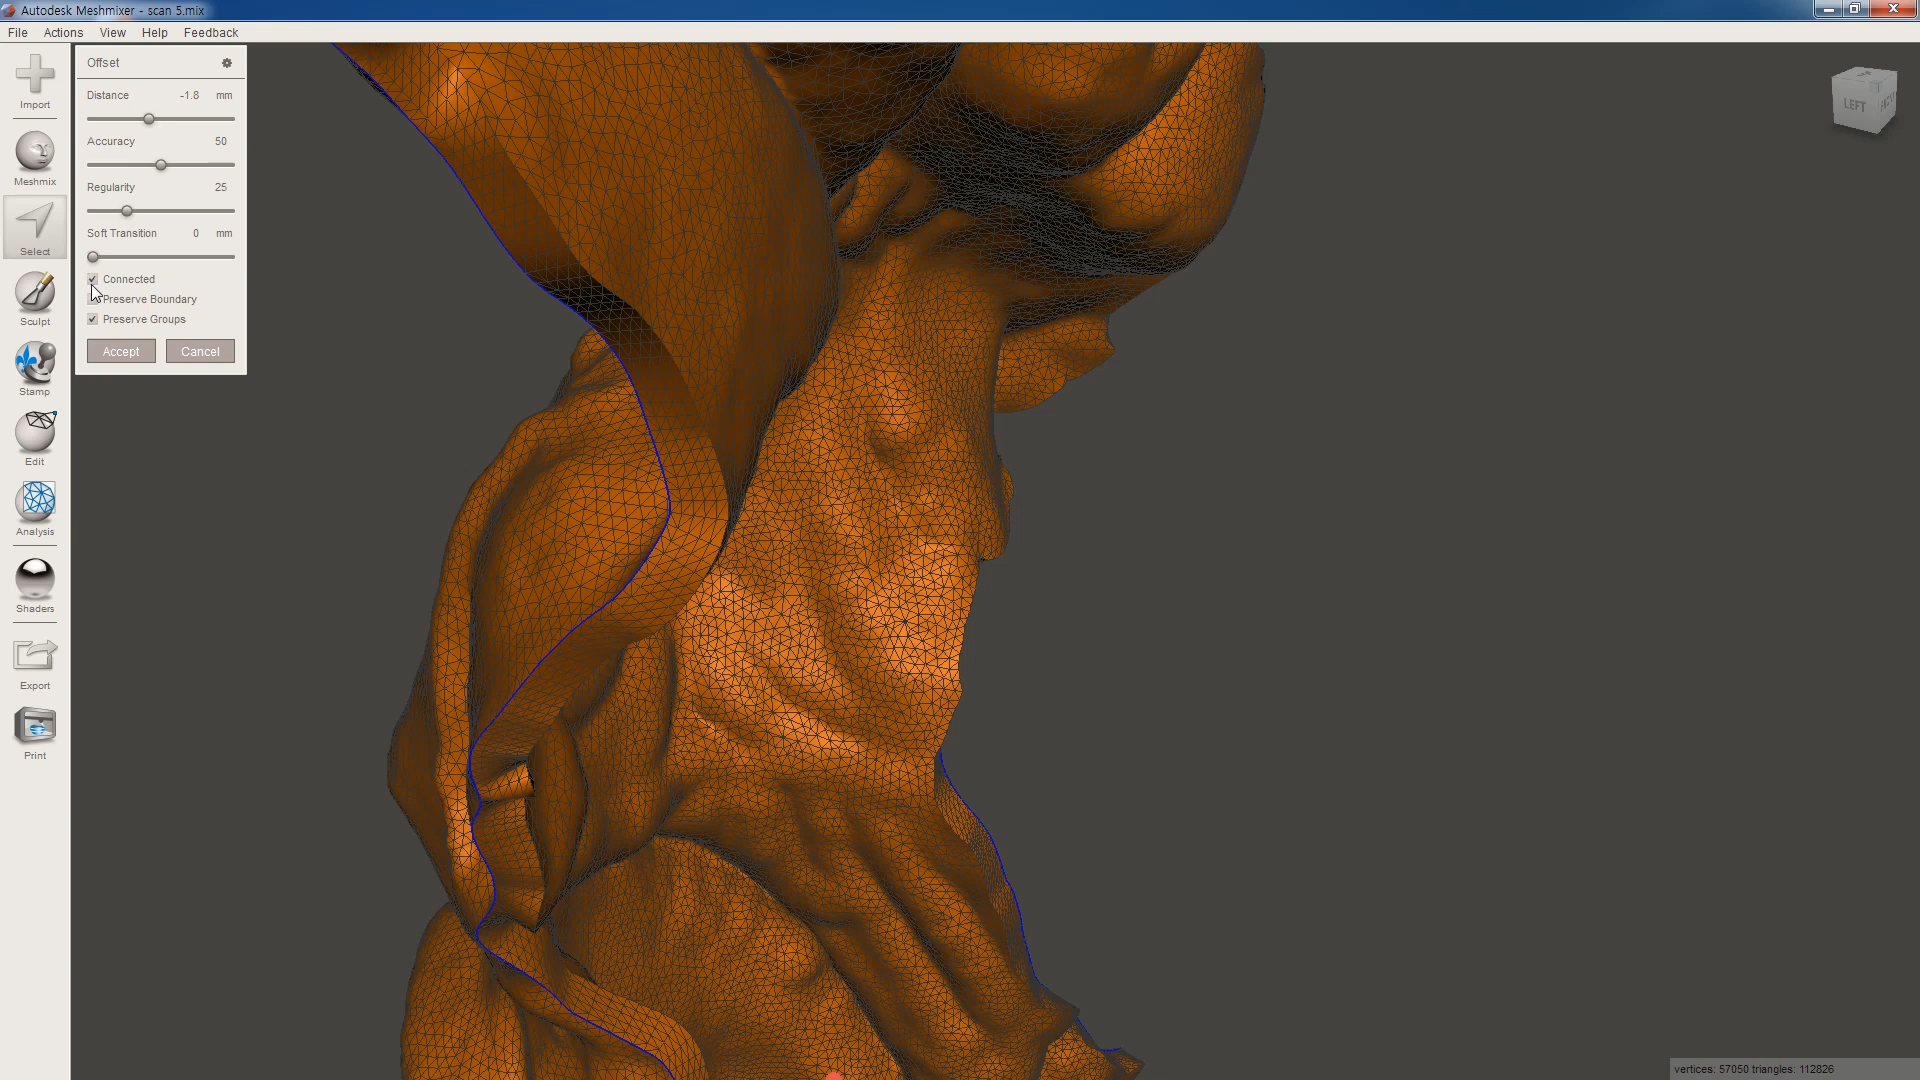 Autodesk Meshmixer - scan 5.mix
File Actions View Help Feedback
Import
Meshmix
Select
Sculpt
Stamp
Edit
Analysis
Shaders
Export
Print
Offset
Distance -1.8 mm
Accuracy 50
Regularity 25
Soft Transition 0 mm
Connected
Preserve Boundary
Preserve Groups
Accept Cancel
LEFT
vertices: 57050 triangles: 112826